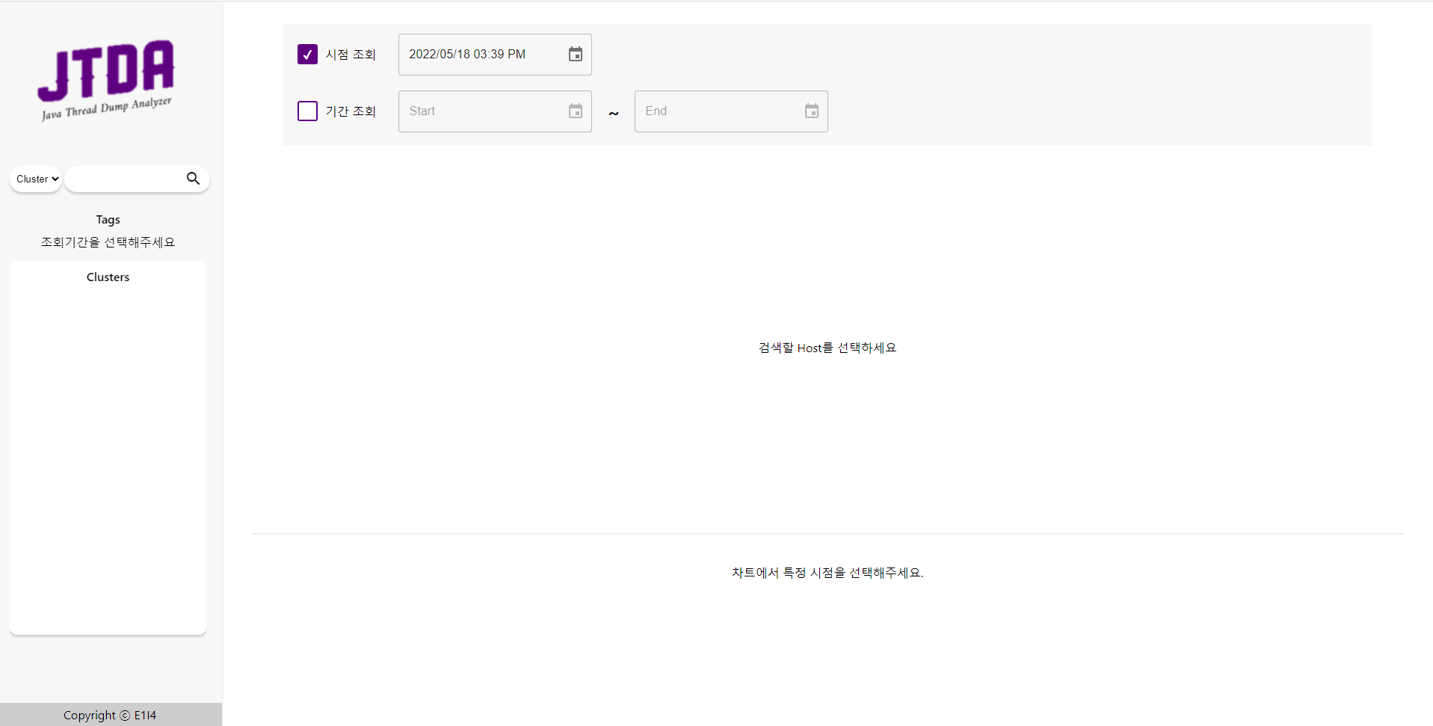 JTDA
Java Thread Dump Analyzer
Cluster
Tags
조회기간을 선택해주세요
Clusters
Copyright ⓒ E1I4
시점 조회 2022/05/18 03:39 PM
기간 조회 Start ~ End
검색할 Host를 선택하세요
차트에서 특정 시점을 선택해주세요.